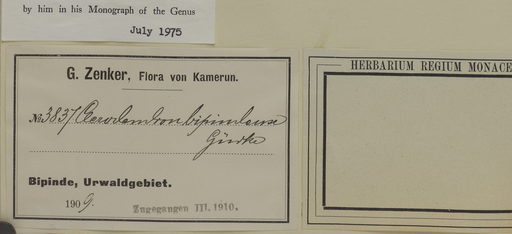 by him in his Monograph of the Genus
July 1975
G. Zenker, Flora von Kamerun.
No. 3837 Clerodendron bipindense
Gürke
Bipinde, Urwaldgebiet.
1909.
Zugegangen III. 1910.
HERBARIUM REGIUM MONACE